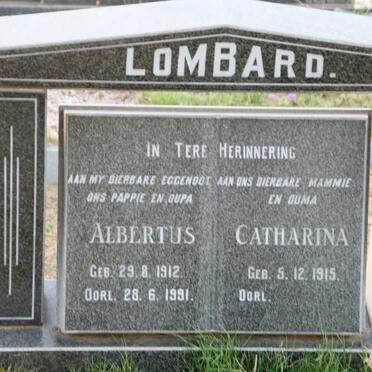 LOMBARD.
IN TERE HERINNERING
AAN MY DIERBARE EGGENOOT
ONS PAPPIE EN OUPA
ALBERTUS
GEB. 29. 8. 1912.
OORL. 28. 6. 1991.
AAN ONS DIERBARE MAMMIE
EN OUMA
CATHARINA
GEB. 5. 12. 1915.
OORL.